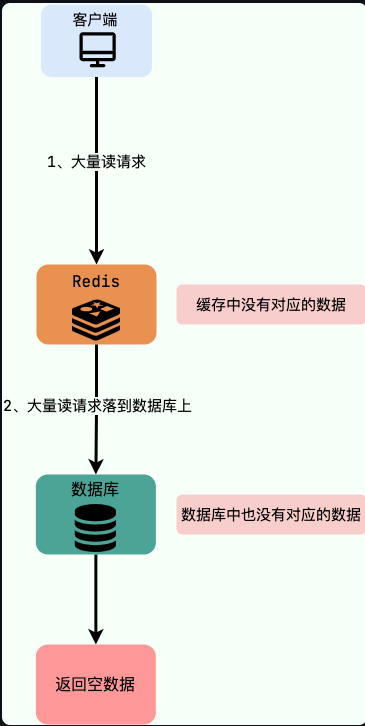 客户端
1、大量读请求
Redis
缓存中没有对应的数据
2、大量读请求落到数据库上
数据库
数据库中也没有对应的数据
返回空数据